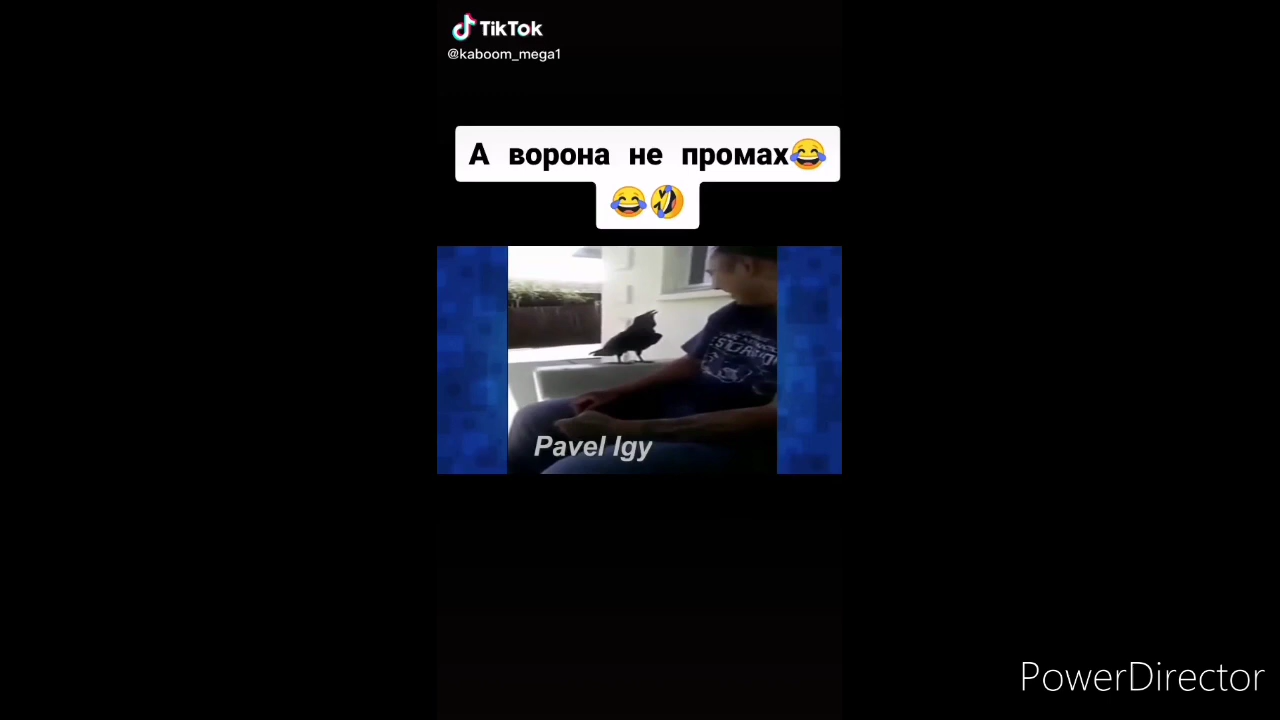 TikTok
@kaboom_mega1
А ворона не промах😂
😂🤣
Pavel Igy
PowerDirector